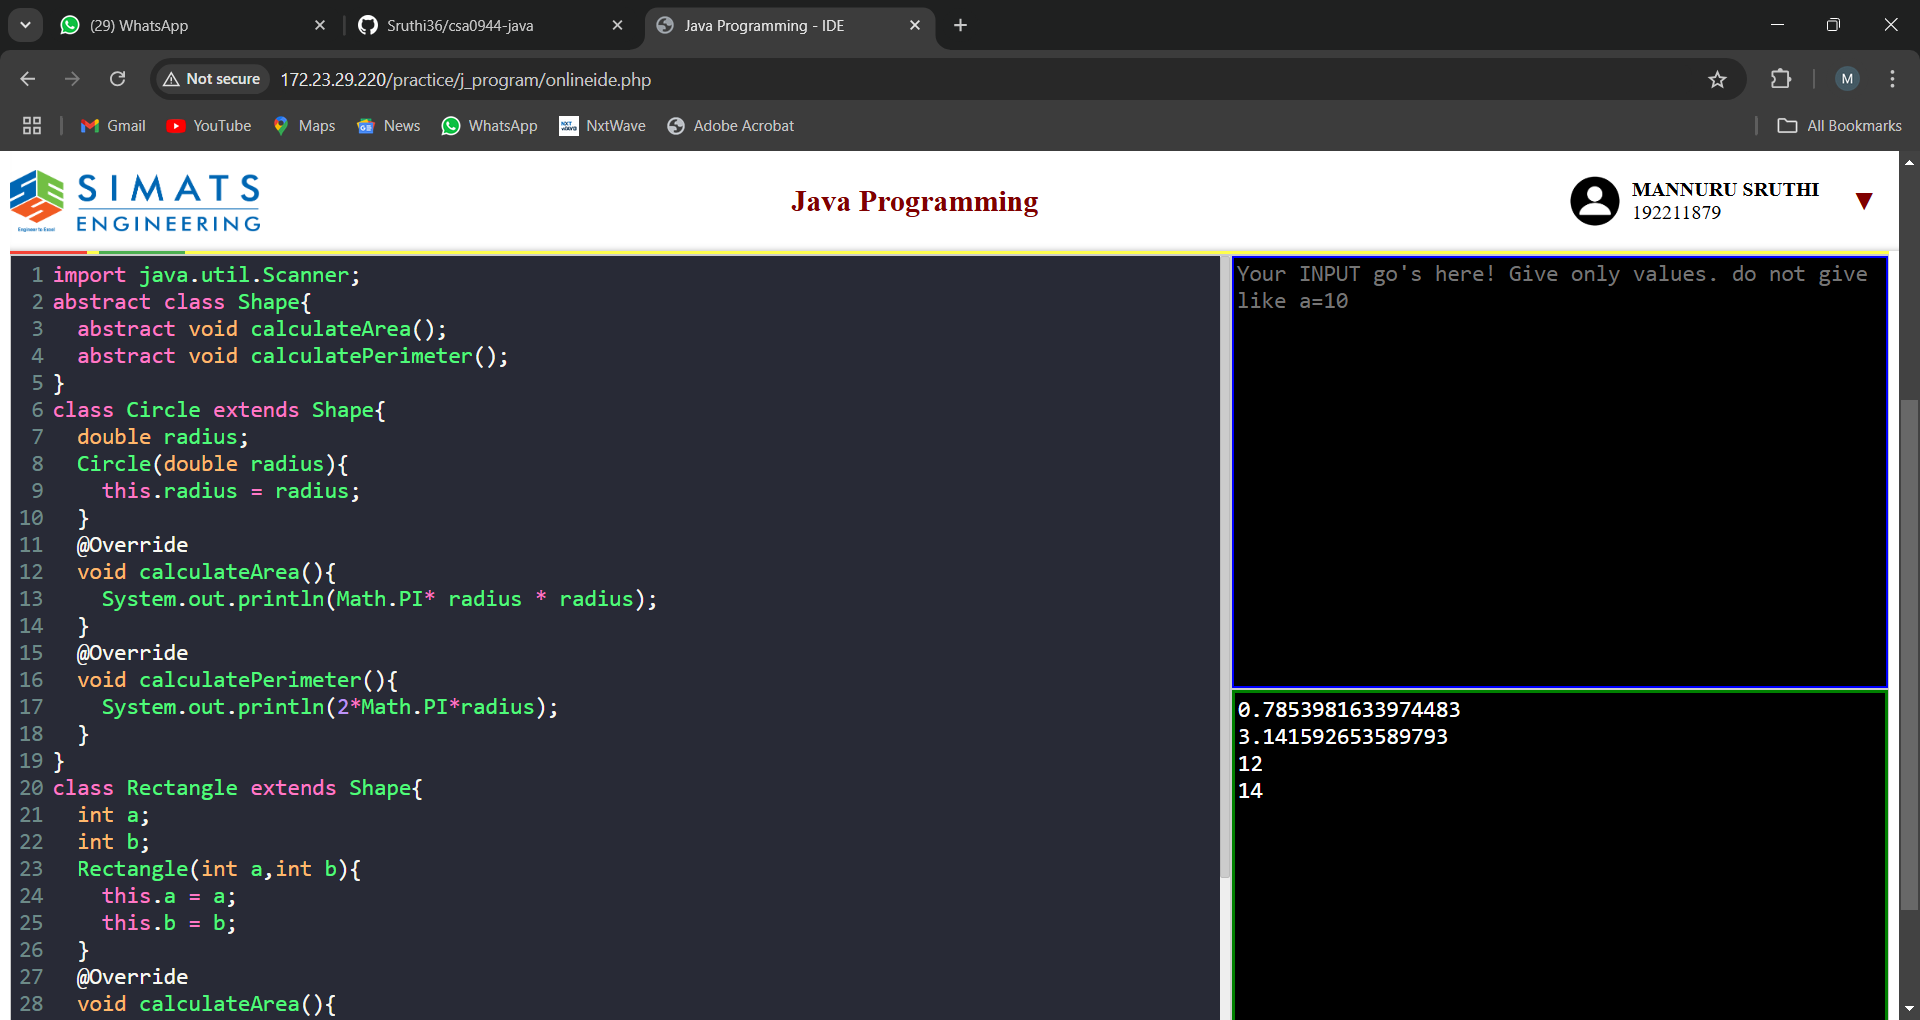 (29) WhatsApp
Sruthi36/csa0944-java
Java Programming - IDE
Not secure
172.23.29.220/practice/j_program/onlineide.php
M
Gmail
YouTube
Maps
News
WhatsApp
NxtWave
Adobe Acrobat
All Bookmarks
SIMATS
ENGINEERING
Engineer to Excel
Java Programming
MANNURU SRUTHI
192211879
1 import java.util.Scanner;
2 abstract class Shape{
3   abstract void calculateArea();
4   abstract void calculatePerimeter();
5 }
6 class Circle extends Shape{
7   double radius;
8   Circle(double radius){
9     this.radius = radius;
10   }
11   @Override
12   void calculateArea(){
13     System.out.println(Math.PI* radius * radius);
14   }
15   @Override
16   void calculatePerimeter(){
17     System.out.println(2*Math.PI*radius);
18   }
19 }
20 class Rectangle extends Shape{
21   int a;
22   int b;
23   Rectangle(int a,int b){
24     this.a = a;
25     this.b = b;
26   }
27   @Override
28   void calculateArea(){
Your INPUT go's here! Give only values. do not give
like a=10
0.7853981633974483
3.141592653589793
12
14